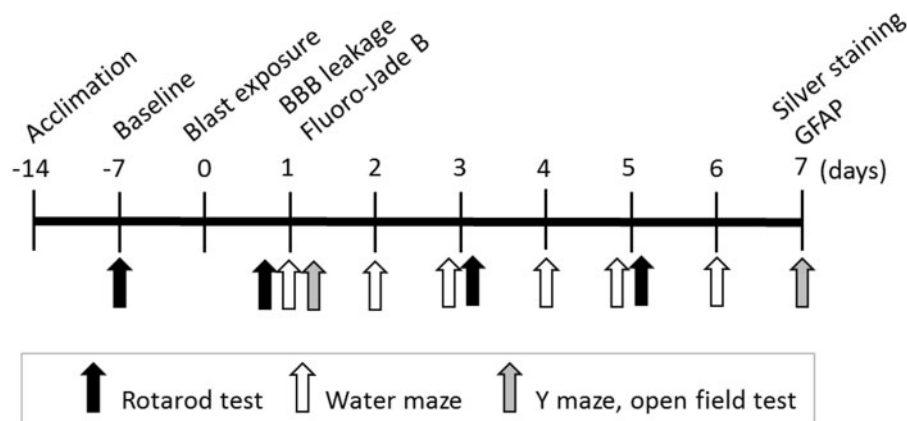 Acclimation
Baseline
Blast exposure
BBB leakage
Fluoro-Jade B
Silver staining
GFAP
-14 -7 0 1 2 3 4 5 6 7 (days)
Rotarod test Water maze Y maze, open field test